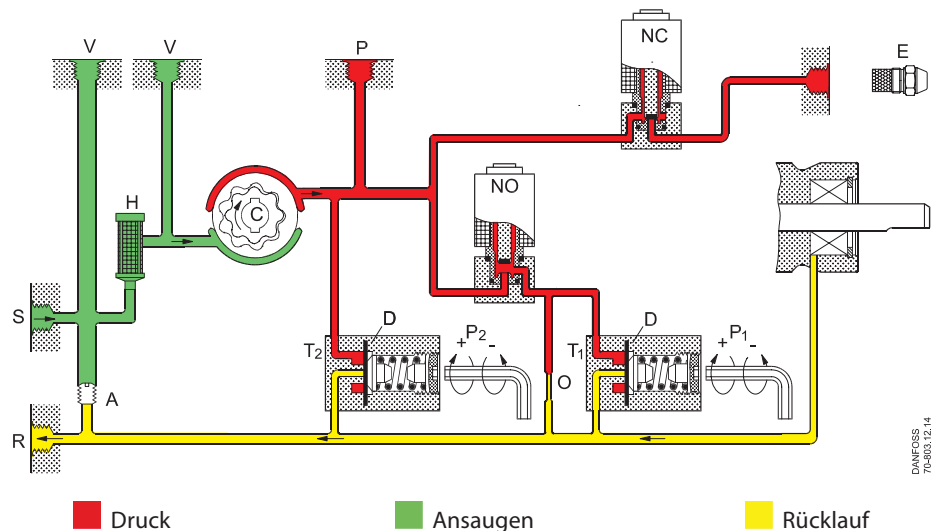 V V P NC E
H C NO
S T₂ D + P₂ - O T₁ D + P₁ -
A
R
DANFOSS
70-803.12.14
Druck Ansaugen Rücklauf